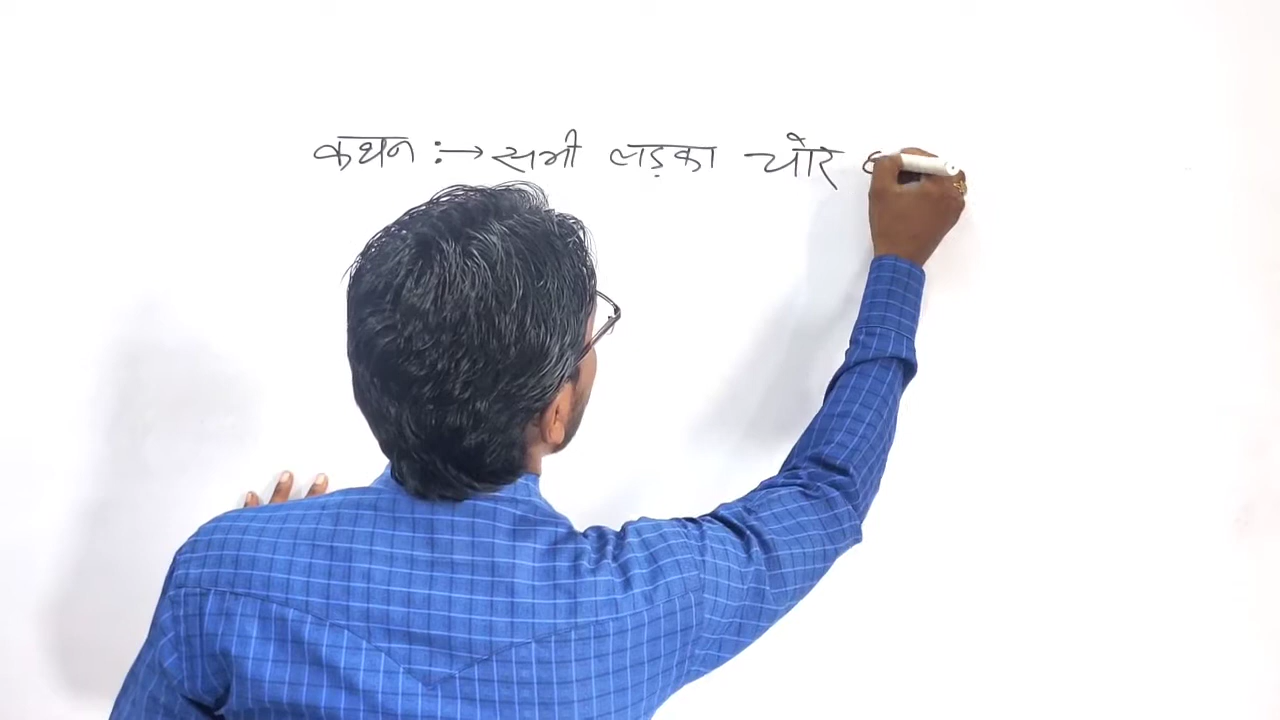 कथन :→ सभी लड़का चोर